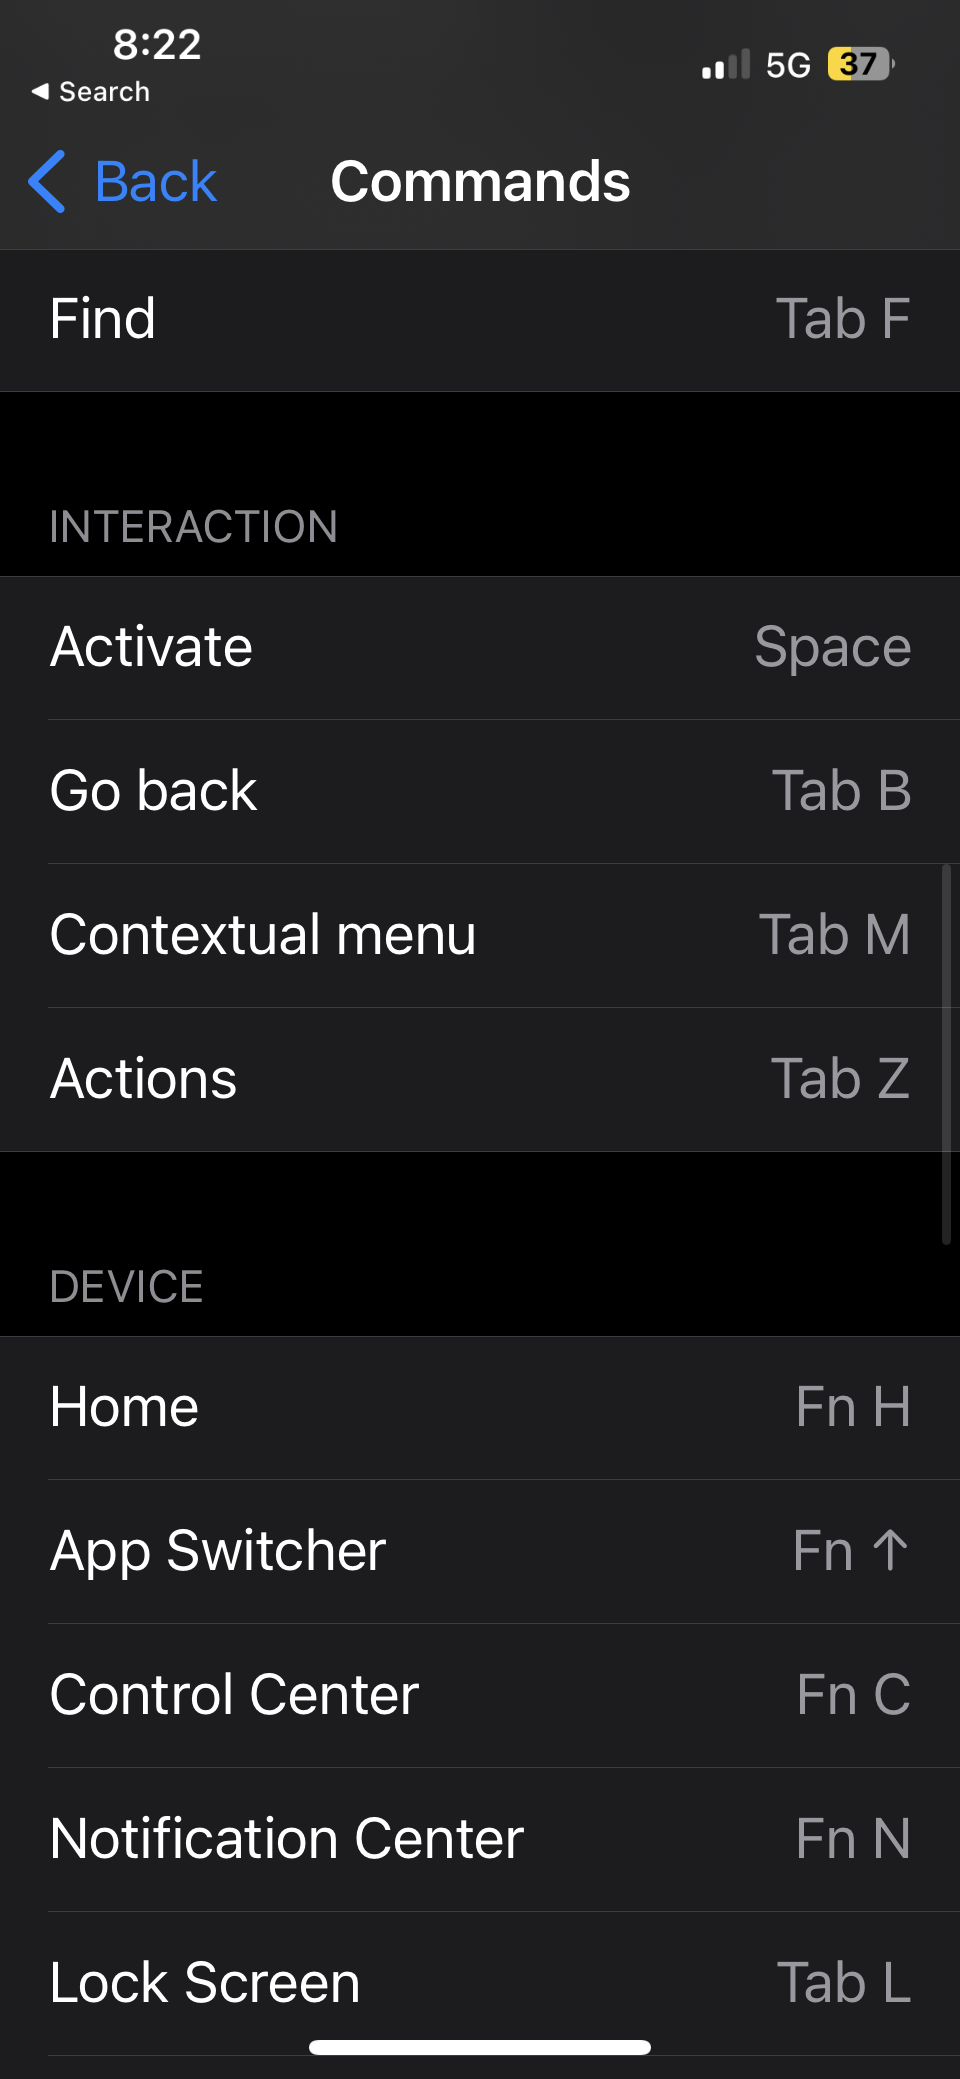 8:22
5G 37
◀ Search
Back Commands
Find Tab F
INTERACTION
Activate Space
Go back Tab B
Contextual menu Tab M
Actions Tab Z
DEVICE
Home Fn H
App Switcher Fn ↑
Control Center Fn C
Notification Center Fn N
Lock Screen Tab L